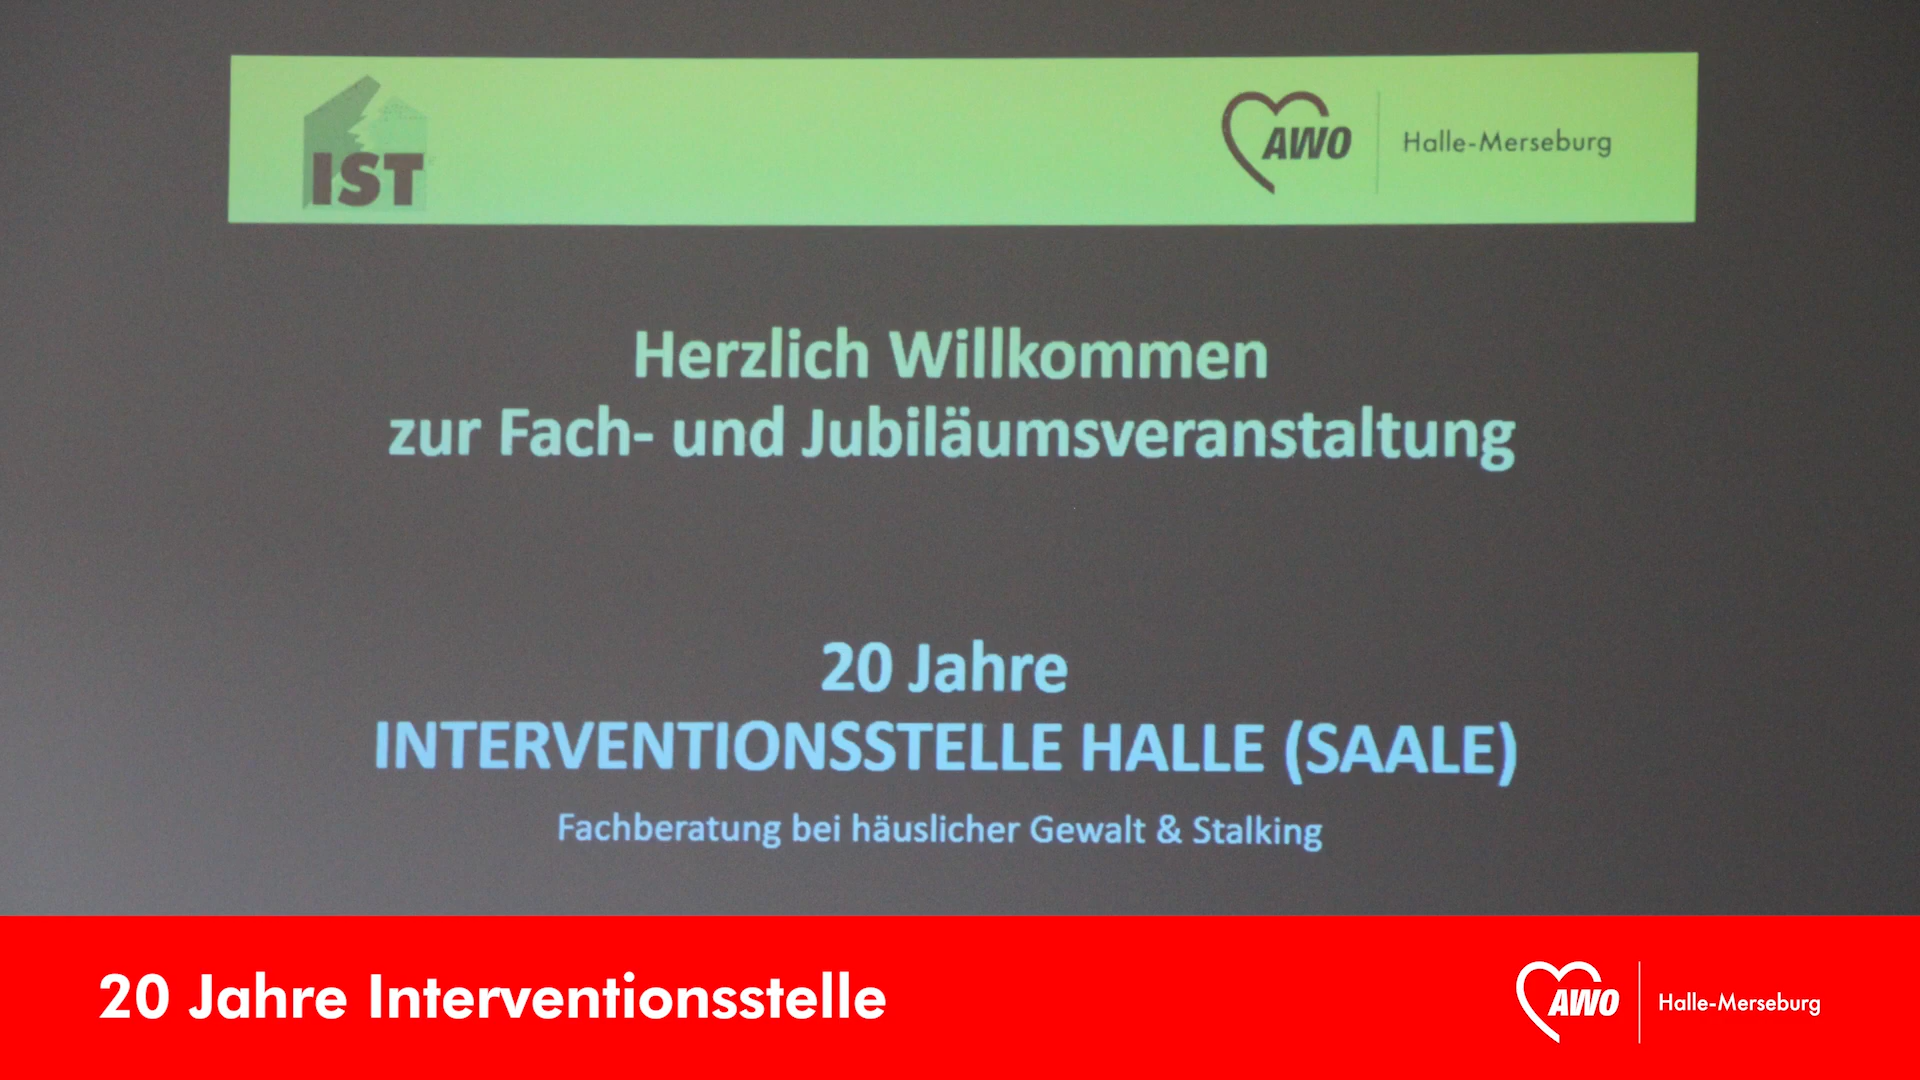 IST
AWO
Halle-Merseburg
Herzlich Willkommen
zur Fach- und Jubiläumsveranstaltung
20 Jahre
INTERVENTIONSSTELLE HALLE (SAALE)
Fachberatung bei häuslicher Gewalt & Stalking
20 Jahre Interventionsstelle
AWO
Halle-Merseburg